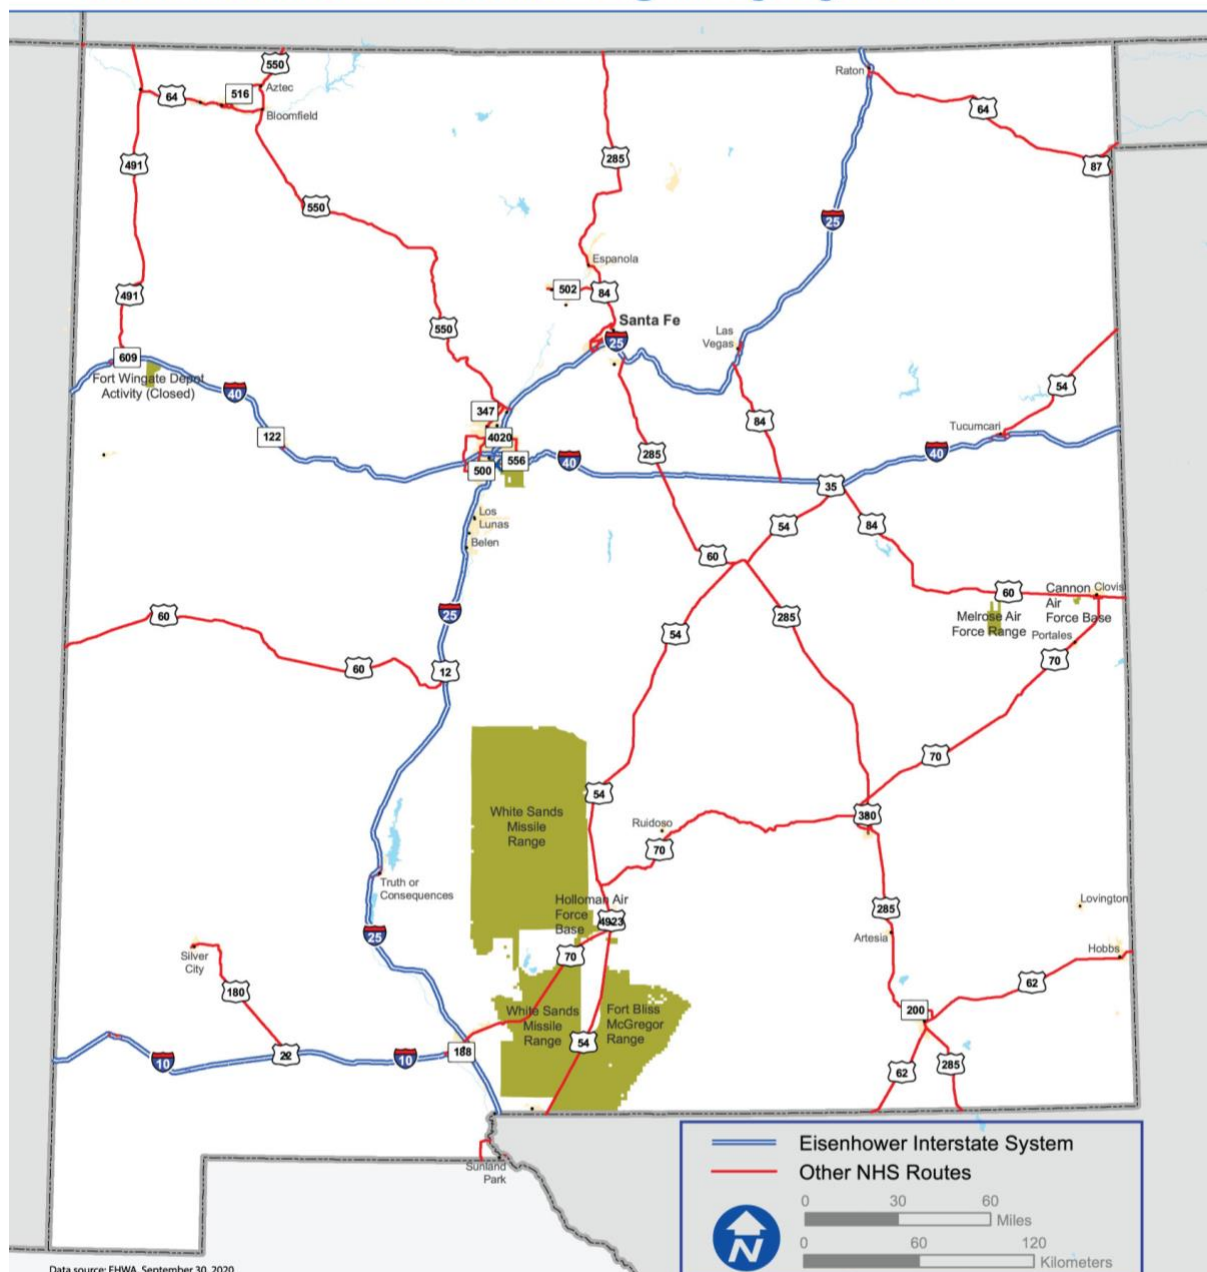 550
Aztec
516
64
Bloomfield
Raton
64
491
285
87
550
25
Espanola
491
502
84
Santa Fe
550
25
Las
Vegas
609
Fort Wingate Depot
Activity (Closed)
40
54
347
84
Tucumcari
122
4020
285
40
556
40
500
35
Los
Lunas
54
84
Belen
60
60
Cannon Clovis
Air
Force Base
Melrose Air
Force Range
60
25
285
54
Portales
60
12
70
70
54
White Sands
Missile
Range
Ruidoso
380
70
Truth or
Consequences
Holloman Air
Force
Base
Lovington
285
4923
25
Artesia
Silver
City
70
Hobbs
180
62
White Sands
Missile
Range
Fort Bliss
McGregor
Range
200
54
22
10
10
188
62
285
Eisenhower Interstate System
Other NHS Routes
Sunland
Park
0 30 60
Miles
N
0 60 120
Kilometers
Data source: FHWA, September 30, 2020